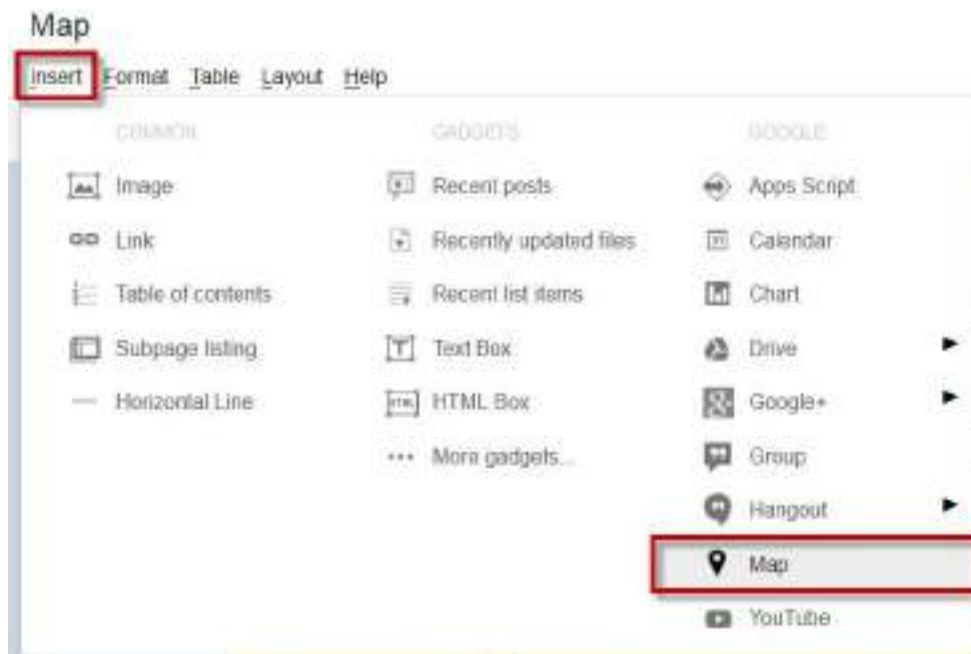 Map
Insert Format Table Layout Help
COMMON GADGETS GOOGLE
Image Recent posts Apps Script
Link Recently updated files Calendar
Table of contents Recent list items Chart
Subpage listing Text Box Drive
Horizontal Line HTML Box Google+
More gadgets... Group
Hangout
Map
YouTube